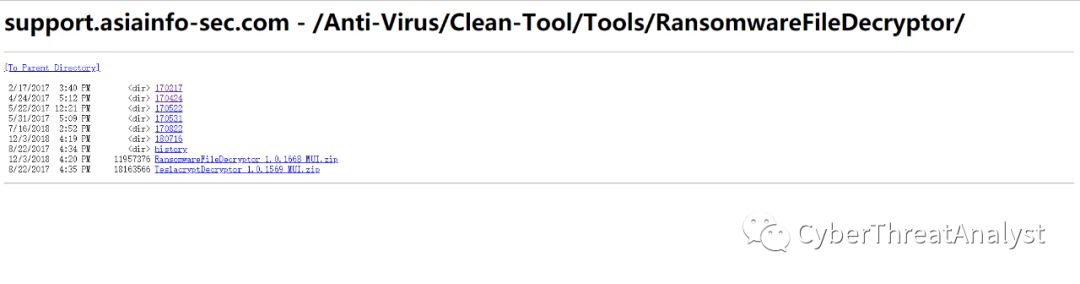 support.asiainfo-sec.com - /Anti-Virus/Clean-Tool/Tools/RansomwareFileDecryptor/
[To Parent Directory]
2/17/2017 3:40 PM <dir> 170217
4/24/2017 5:12 PM <dir> 170424
5/22/2017 12:21 PM <dir> 170522
5/31/2017 5:09 PM <dir> 170531
7/16/2018 2:52 PM <dir> 170822
12/3/2018 4:19 PM <dir> 180716
8/22/2017 4:34 PM <dir> history
12/3/2018 4:20 PM 11957376 RansomwareFileDecryptor 1.0.1668 MUI.zip
8/22/2017 4:35 PM 18163566 TeslacryptDecryptor 1.0.1569 MUI.zip
CyberThreatAnalyst